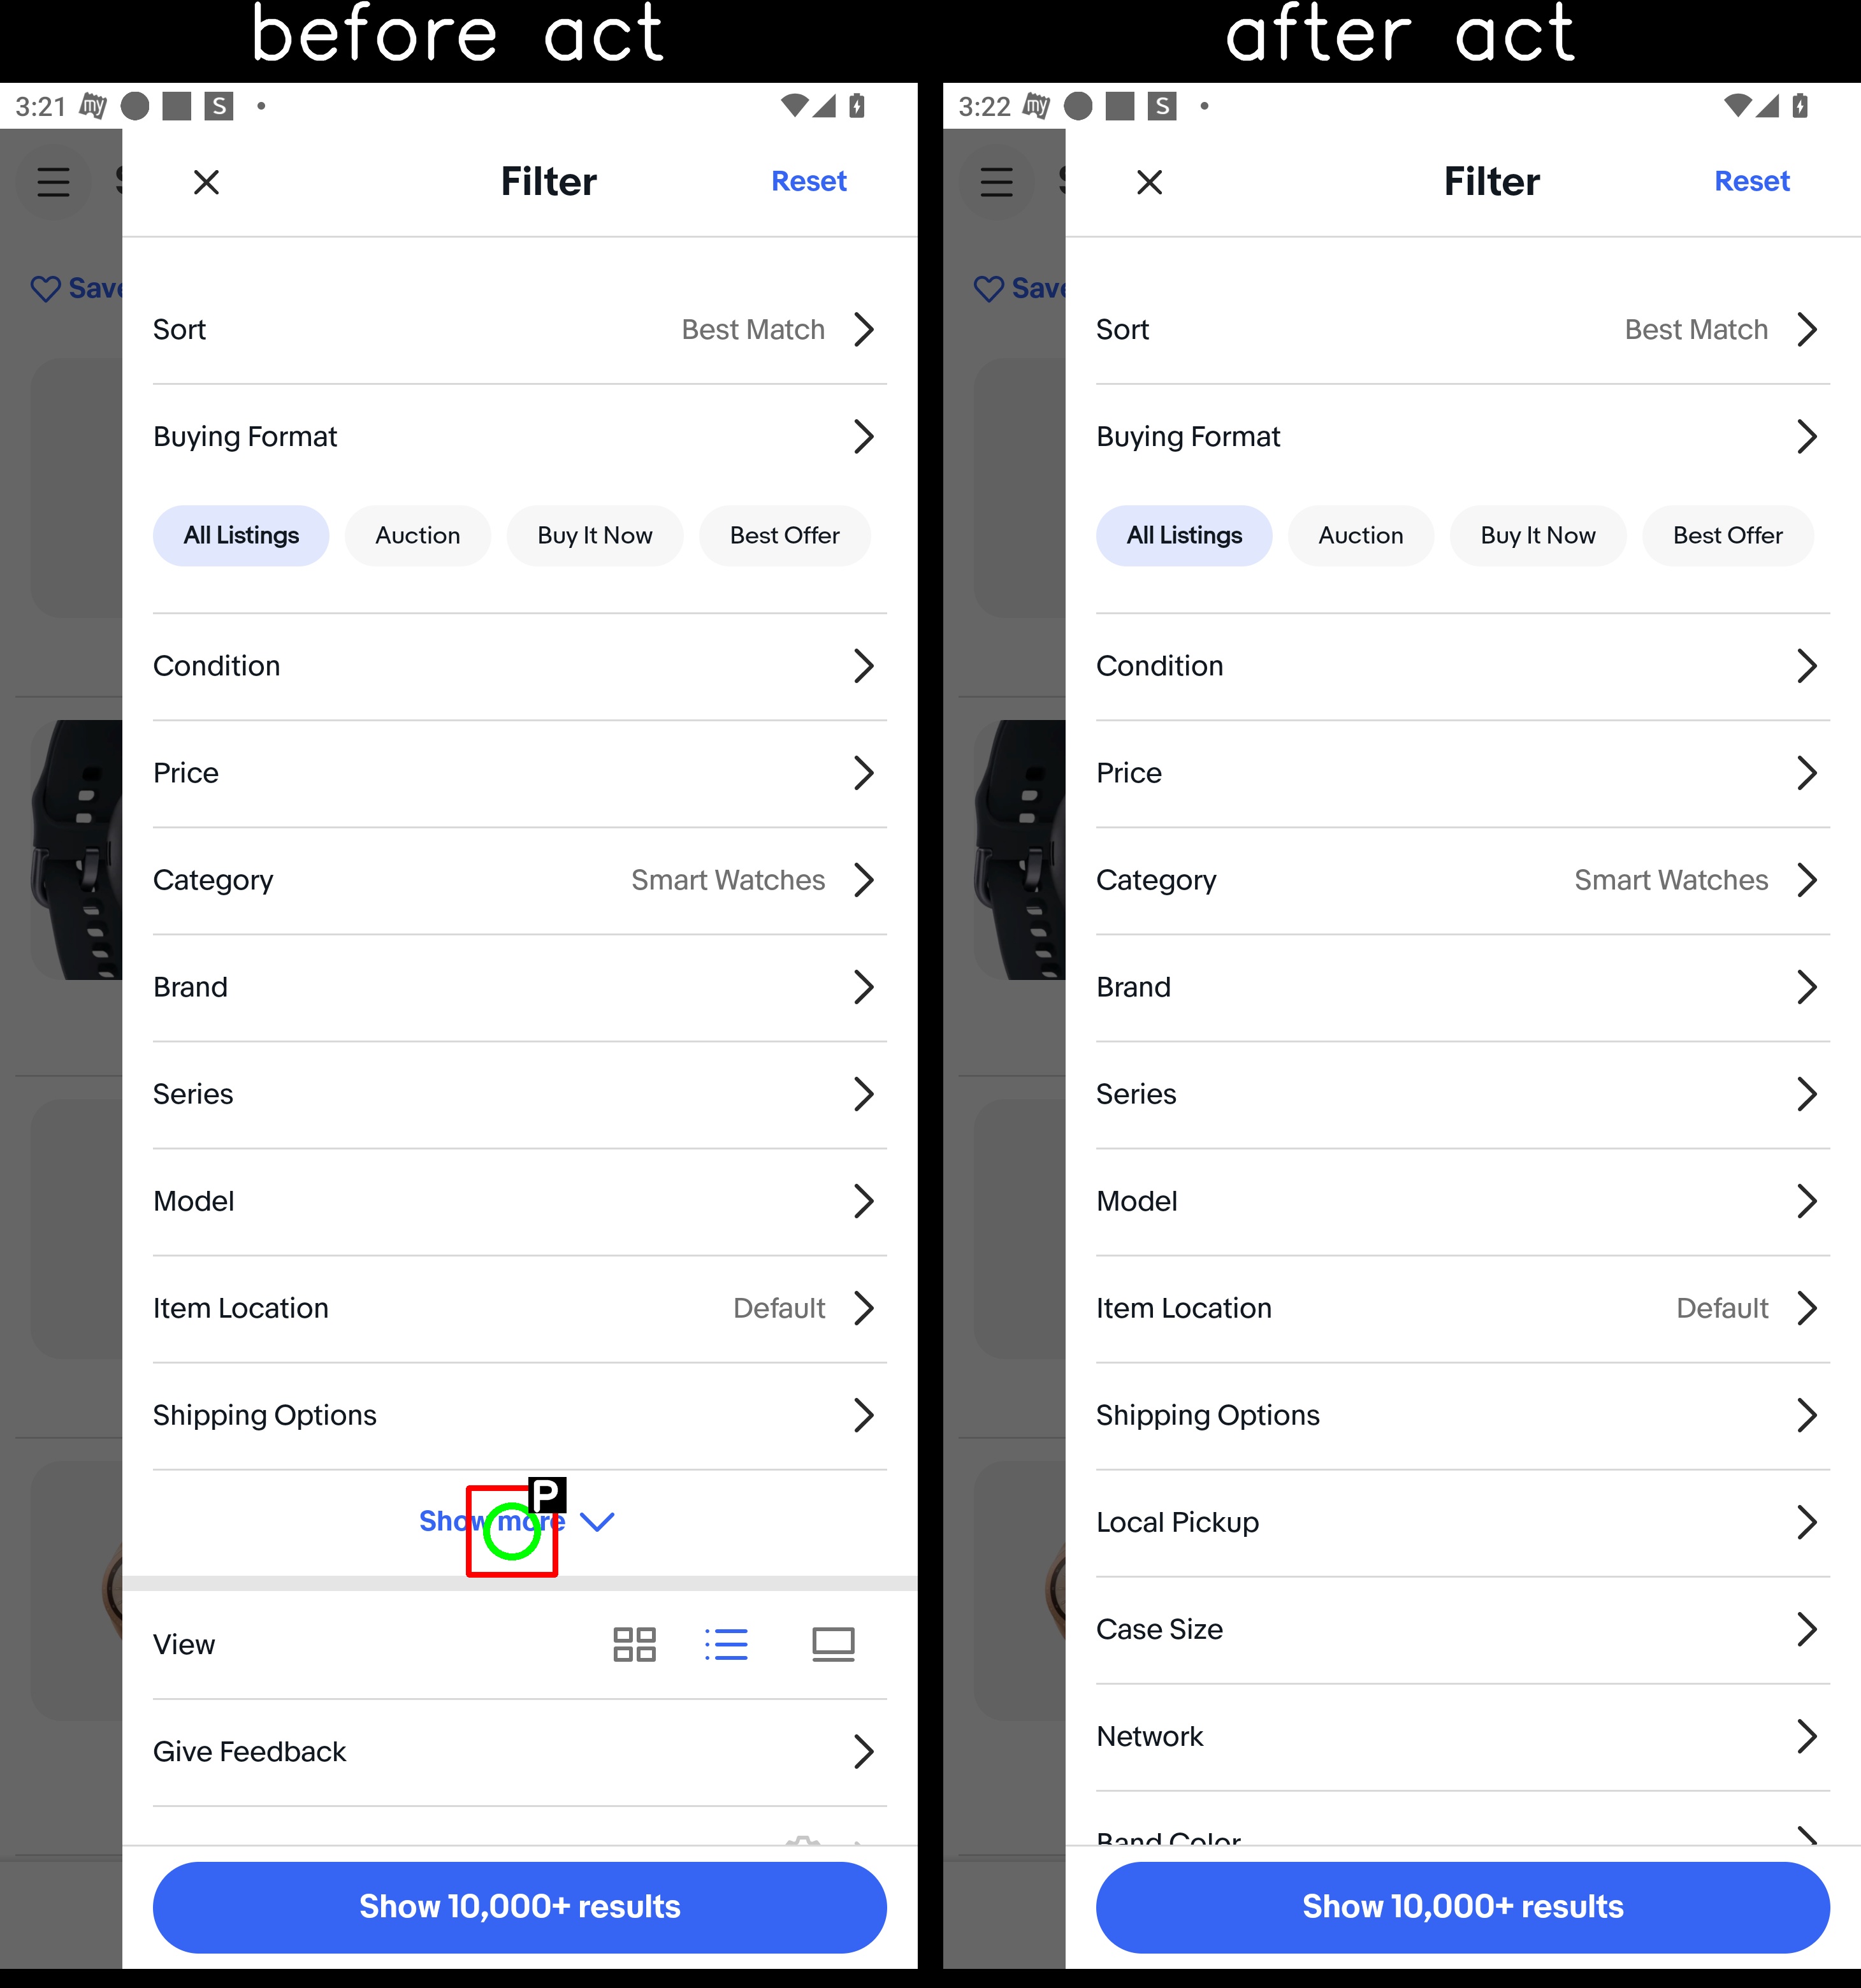 before act
after act
3:21 my S
Filter
Reset
Save
Sort
Best Match
Buying Format
All Listings
Auction
Buy It Now
Best Offer
Condition
Price
Category
Smart Watches
Brand
Series
Model
Item Location
Default
Shipping Options
Show more
P
View
Give Feedback
Show 10,000+ results
3:22 my S
Filter
Reset
Save
Sort
Best Match
Buying Format
All Listings
Auction
Buy It Now
Best Offer
Condition
Price
Category
Smart Watches
Brand
Series
Model
Item Location
Default
Shipping Options
Local Pickup
Case Size
Network
Band Color
Show 10,000+ results